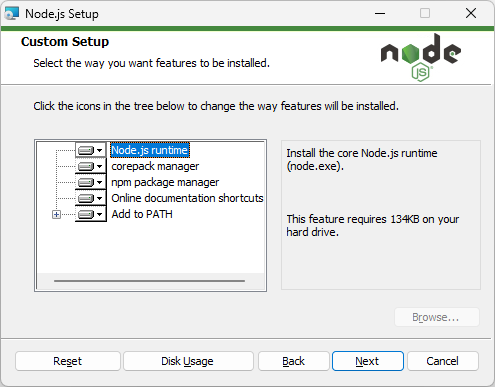 Node.js Setup
Custom Setup
Select the way you want features to be installed.
node
JS
Click the icons in the tree below to change the way features will be installed.
Node.js runtime
corepack manager
npm package manager
Online documentation shortcuts
Add to PATH
Install the core Node.js runtime
(node.exe).
This feature requires 134KB on your
hard drive.
Browse...
Reset
Disk Usage
Back
Next
Cancel